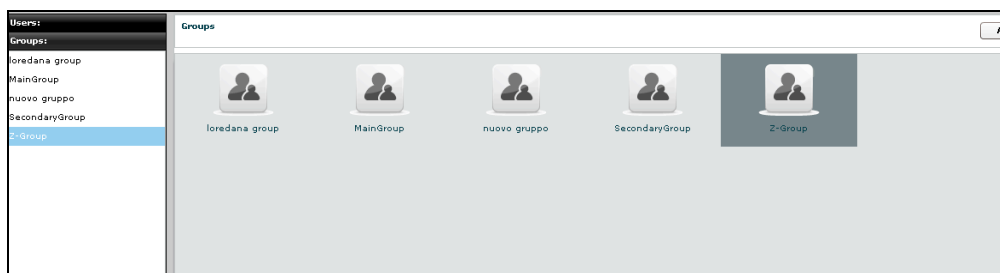 Users:
Groups:
loredana group
MainGroup
nuovo gruppo
SecondaryGroup
Z-Group
Groups
loredana group MainGroup nuovo gruppo SecondaryGroup Z-Group